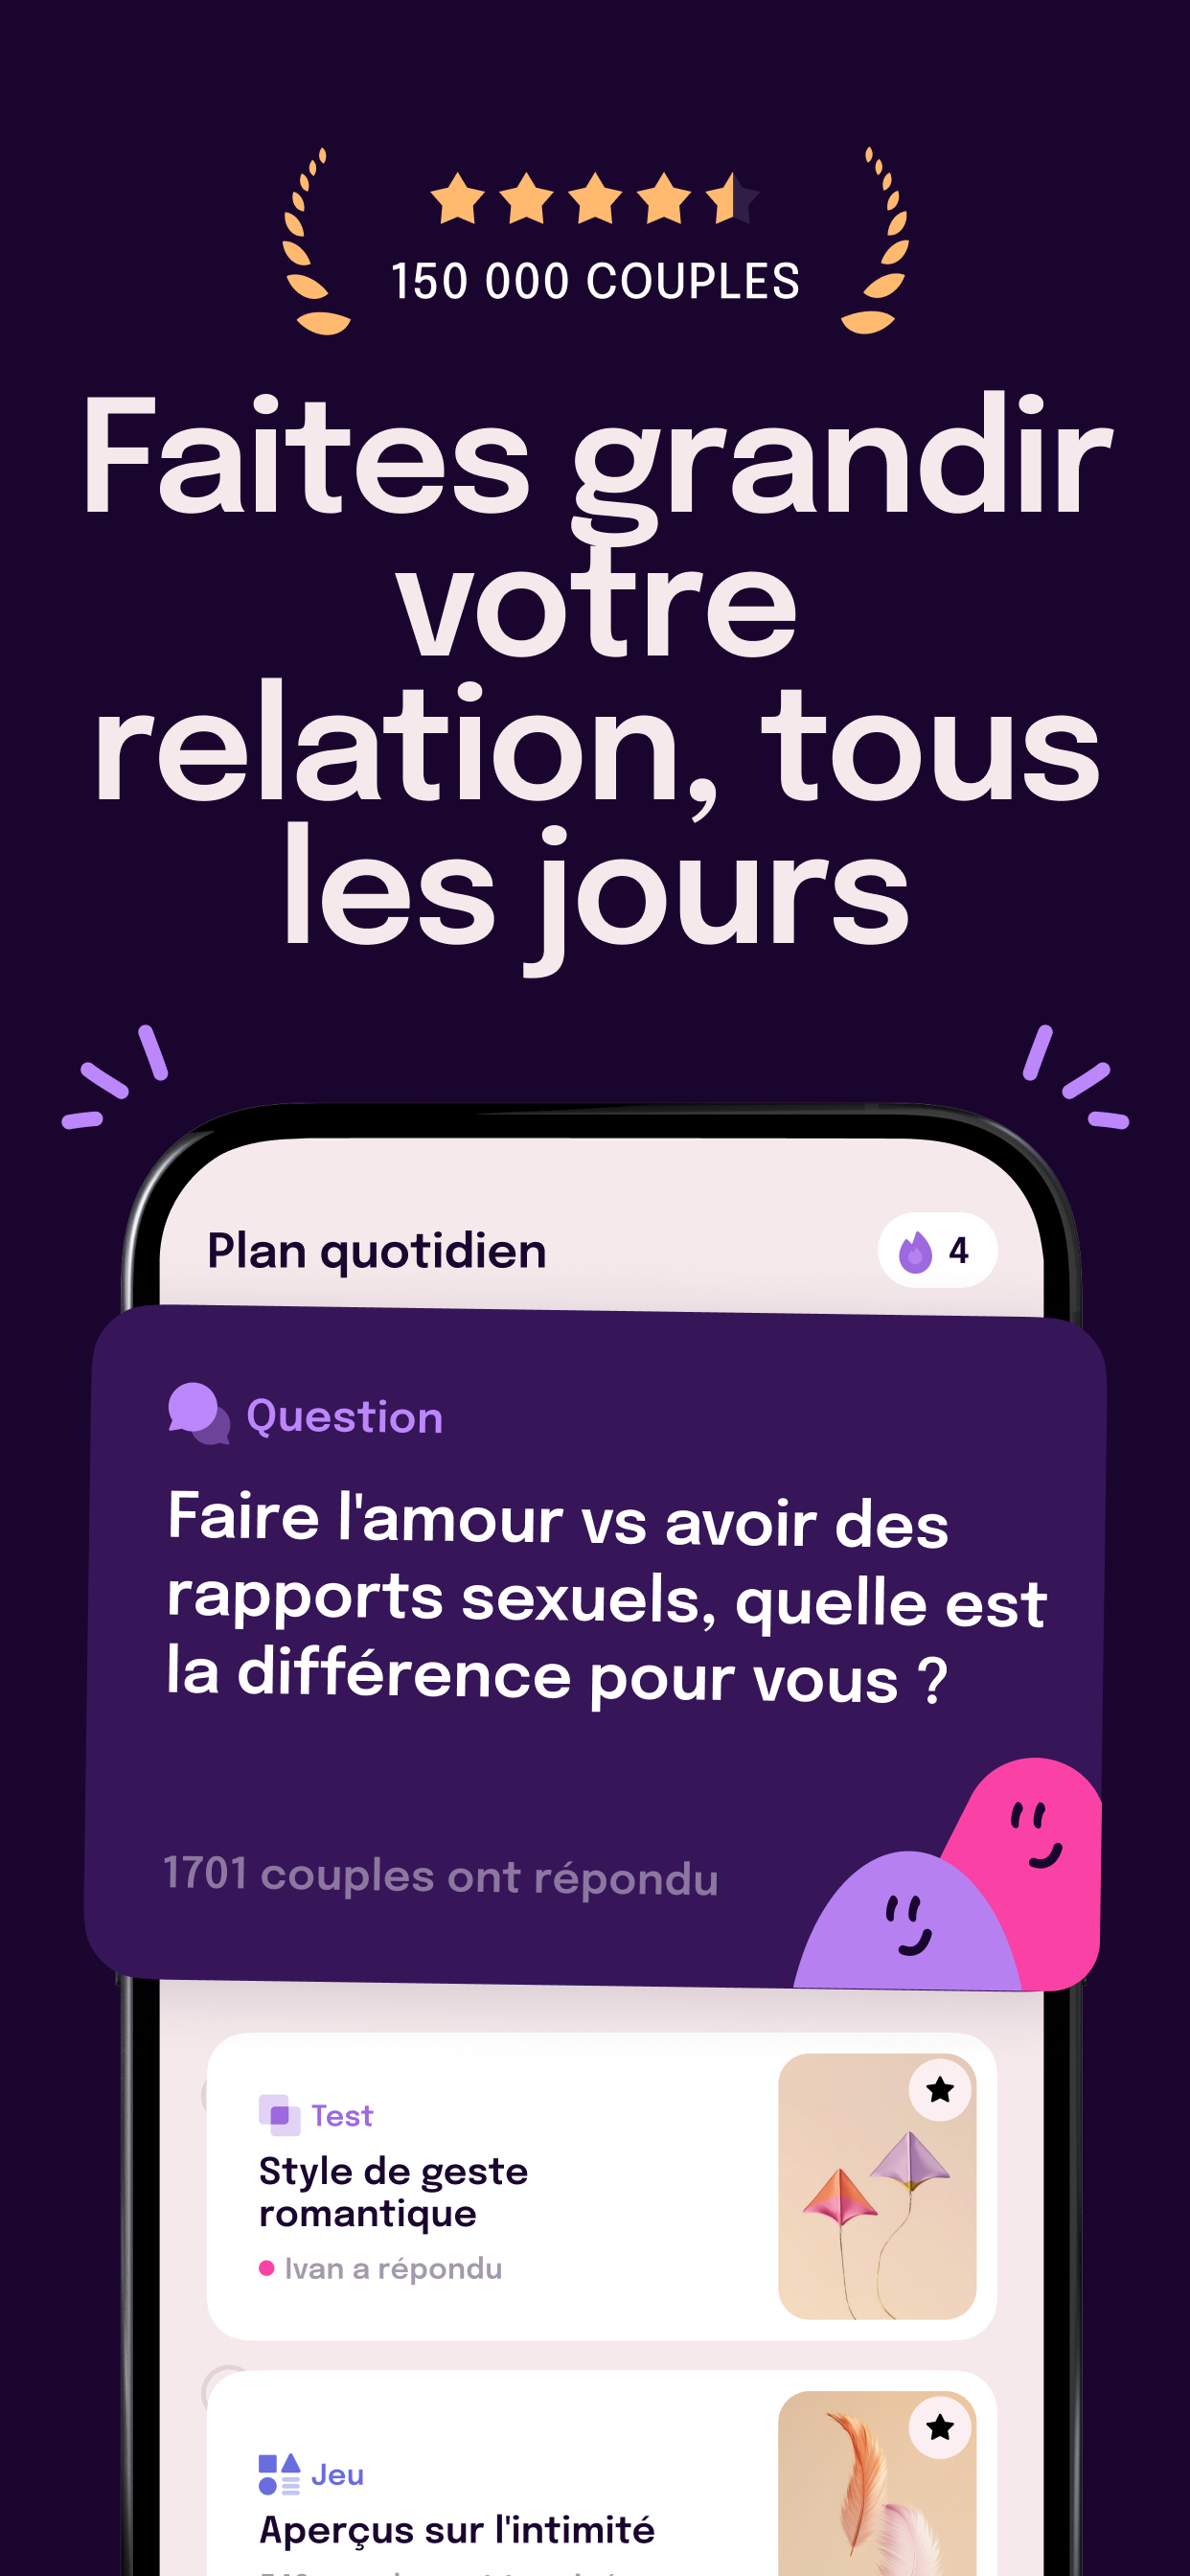 150 000 COUPLES
Faites grandir
votre
relation, tous
les jours
Plan quotidien
4
Question
Faire l'amour vs avoir des
rapports sexuels, quelle est
la différence pour vous ?
1701 couples ont répondu
Test
Style de geste
romantique
Ivan a répondu
Jeu
Aperçus sur l'intimité